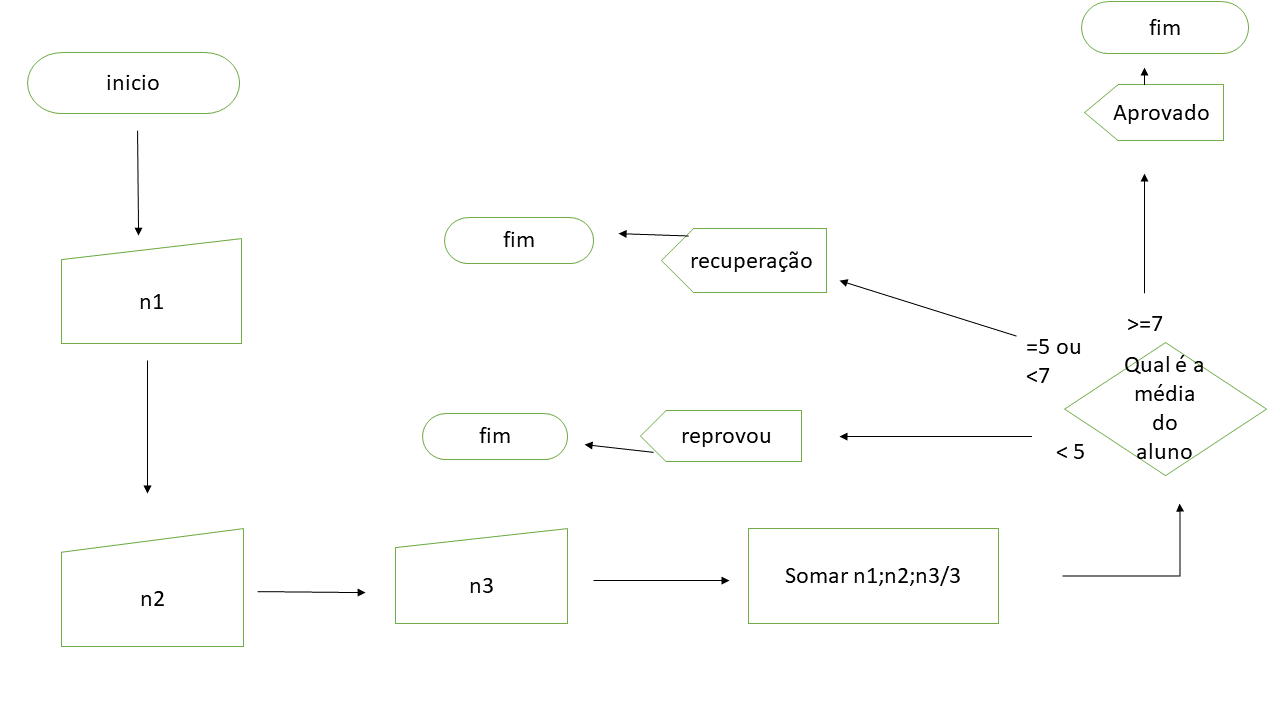 inicio
n1
n2
n3
Somar n1;n2;n3/3
Qual é a
média
do
aluno
>=7
Aprovado
fim
=5 ou
<7
recuperação
fim
< 5
reprovou
fim